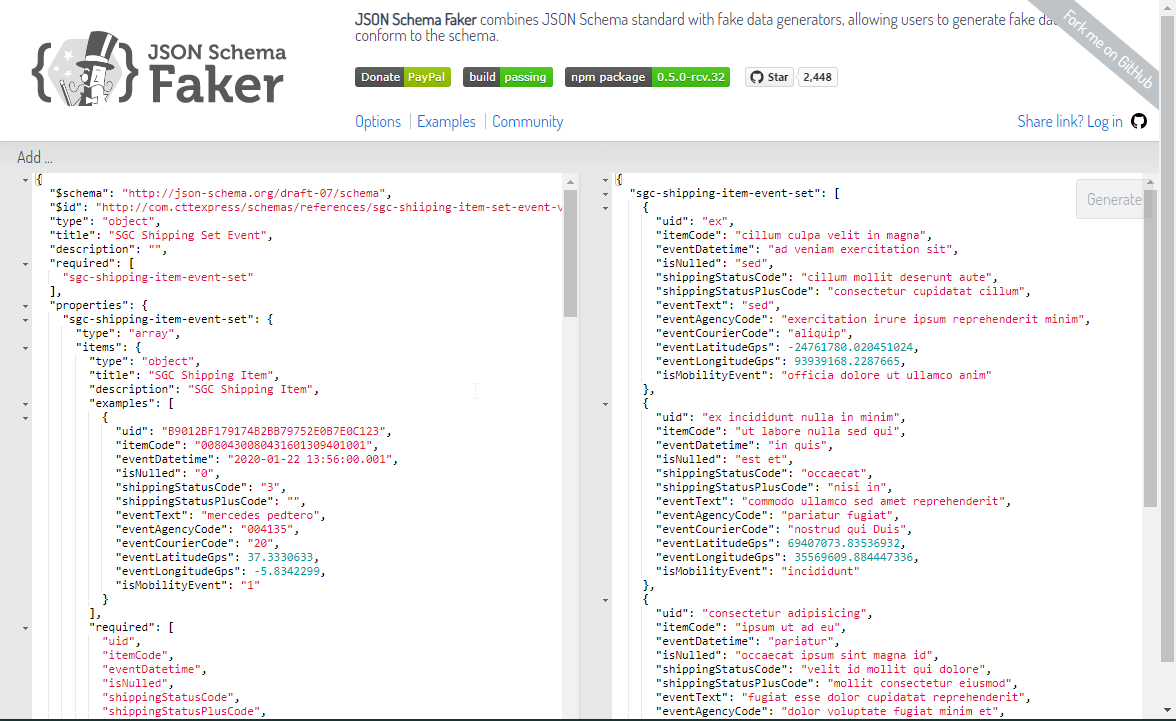 JSON Schema Faker combines JSON Schema standard with fake data generators, allowing users to generate fake
conform to the schema.
JSON Schema
Faker
Fork me on GitHub
Donate PayPal build passing npm package 0.5.0-rcv.32 Star 2,448
Options Examples Community Share link? Log in
Add ...
{
"$schema": "http://json-schema.org/draft-07/schema",
"$id": "http://com.cttexpress/schemas/references/sgc-shiiping-item-set-event-v
"type": "object",
"title": "SGC Shipping Set Event",
"description": "",
"required": [
"sgc-shipping-item-event-set"
],
"properties": {
"sgc-shipping-item-event-set": {
"type": "array",
"items": {
"type": "object",
"title": "SGC Shipping Item",
"description": "SGC Shipping Item",
"examples": [
{
"uid": "B9012BF179174B2BB79752E0B7E0C123",
"itemCode": "0080430080431601309401001",
"eventDatetime": "2020-01-22 13:56:00.001",
"isNulled": "0",
"shippingStatusCode": "3",
"shippingStatusPlusCode": "",
"eventText": "mercedes pedtero",
"eventAgencyCode": "004135",
"eventCourierCode": "20",
"eventLatitudeGps": 37.3330633,
"eventLongitudeGps": -5.8342299,
"isMobilityEvent": "1"
}
],
"required": [
"uid",
"itemCode",
"eventDatetime",
"isNulled",
"shippingStatusCode",
"shippingStatusPlusCode",
{
"sgc-shipping-item-event-set": [
Generate
{
"uid": "ex",
"itemCode": "cillum culpa velit in magna",
"eventDatetime": "ad veniam exercitation sit",
"isNulled": "sed",
"shippingStatusCode": "cillum mollit deserunt aute",
"shippingStatusPlusCode": "consectetur cupidatat cillum",
"eventText": "sed",
"eventAgencyCode": "exercitation irure ipsum reprehenderit minim",
"eventCourierCode": "aliquip",
"eventLatitudeGps": -24761780.020451024,
"eventLongitudeGps": 93939168.2287665,
"isMobilityEvent": "officia dolore ut ullamco anim"
},
{
"uid": "ex incididunt nulla in minim",
"itemCode": "ut labore nulla sed qui",
"eventDatetime": "in quis",
"isNulled": "est et",
"shippingStatusCode": "occaecat",
"shippingStatusPlusCode": "nisi in",
"eventText": "commodo ullamco sed amet reprehenderit",
"eventAgencyCode": "pariatur fugiat",
"eventCourierCode": "nostrud qui Duis",
"eventLatitudeGps": 69407073.83536932,
"eventLongitudeGps": 35569609.884447336,
"isMobilityEvent": "incididunt"
},
{
"uid": "consectetur adipisicing",
"itemCode": "ipsum ut ad eu",
"eventDatetime": "pariatur",
"isNulled": "occaecat ipsum sint magna id",
"shippingStatusCode": "velit id mollit qui dolore",
"shippingStatusPlusCode": "mollit consectetur eiusmod",
"eventText": "fugiat esse dolor cupidatat reprehenderit",
"eventAgencyCode": "dolor voluptate fugiat minim et",